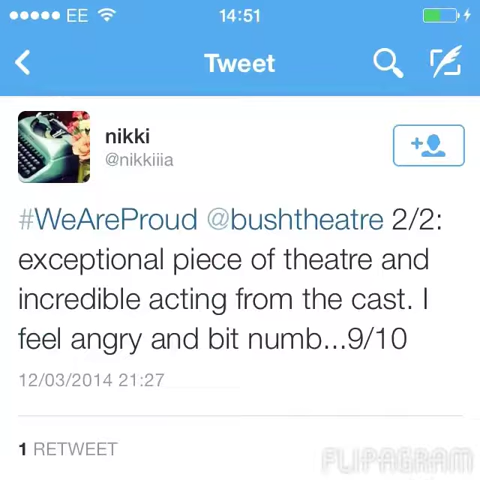 EE 14:51
Tweet
nikki
@nikkiiia
#WeAreProud @bushtheatre 2/2:
exceptional piece of theatre and
incredible acting from the cast. I
feel angry and bit numb...9/10
12/03/2014 21:27
1 RETWEET
FLIPAGRAM